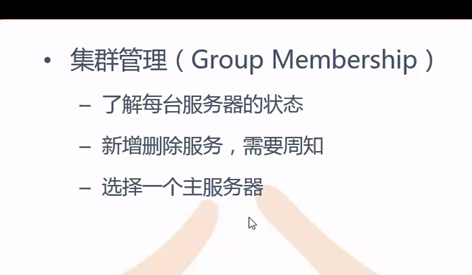 • 集群管理（Group Membership）
– 了解每台服务器的状态
– 新增删除服务，需要周知
– 选择一个主服务器